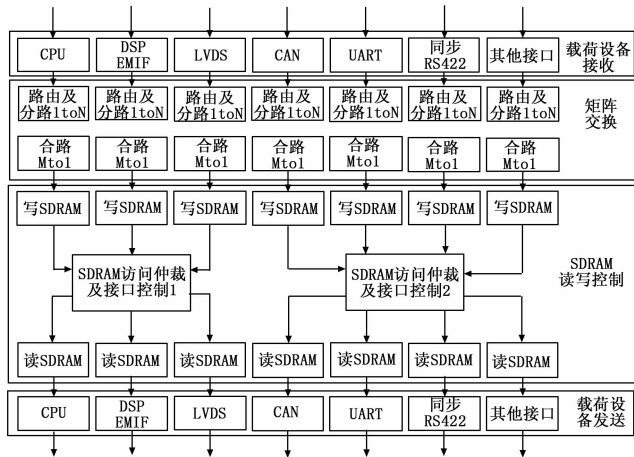 CPU
DSP
EMIF
LVDS
CAN
UART
同步
RS422
其他接口
载荷设备
接收
路由及
分路1toN
路由及
分路1toN
路由及
分路1toN
路由及
分路1toN
路由及
分路1toN
路由及
分路1toN
路由及
分路1toN
矩阵
交换
合路
Mto1
合路
Mto1
合路
Mto1
合路
Mto1
合路
Mto1
合路
Mto1
合路
Mto1
写SDRAM
写SDRAM
写SDRAM
写SDRAM
写SDRAM
写SDRAM
写SDRAM
SDRAM访问仲裁
及接口控制1
SDRAM访问仲裁
及接口控制2
SDRAM
读写控制
读SDRAM
读SDRAM
读SDRAM
读SDRAM
读SDRAM
读SDRAM
读SDRAM
CPU
DSP
EMIF
LVDS
CAN
UART
同步
RS422
其他接口
载荷设
备发送